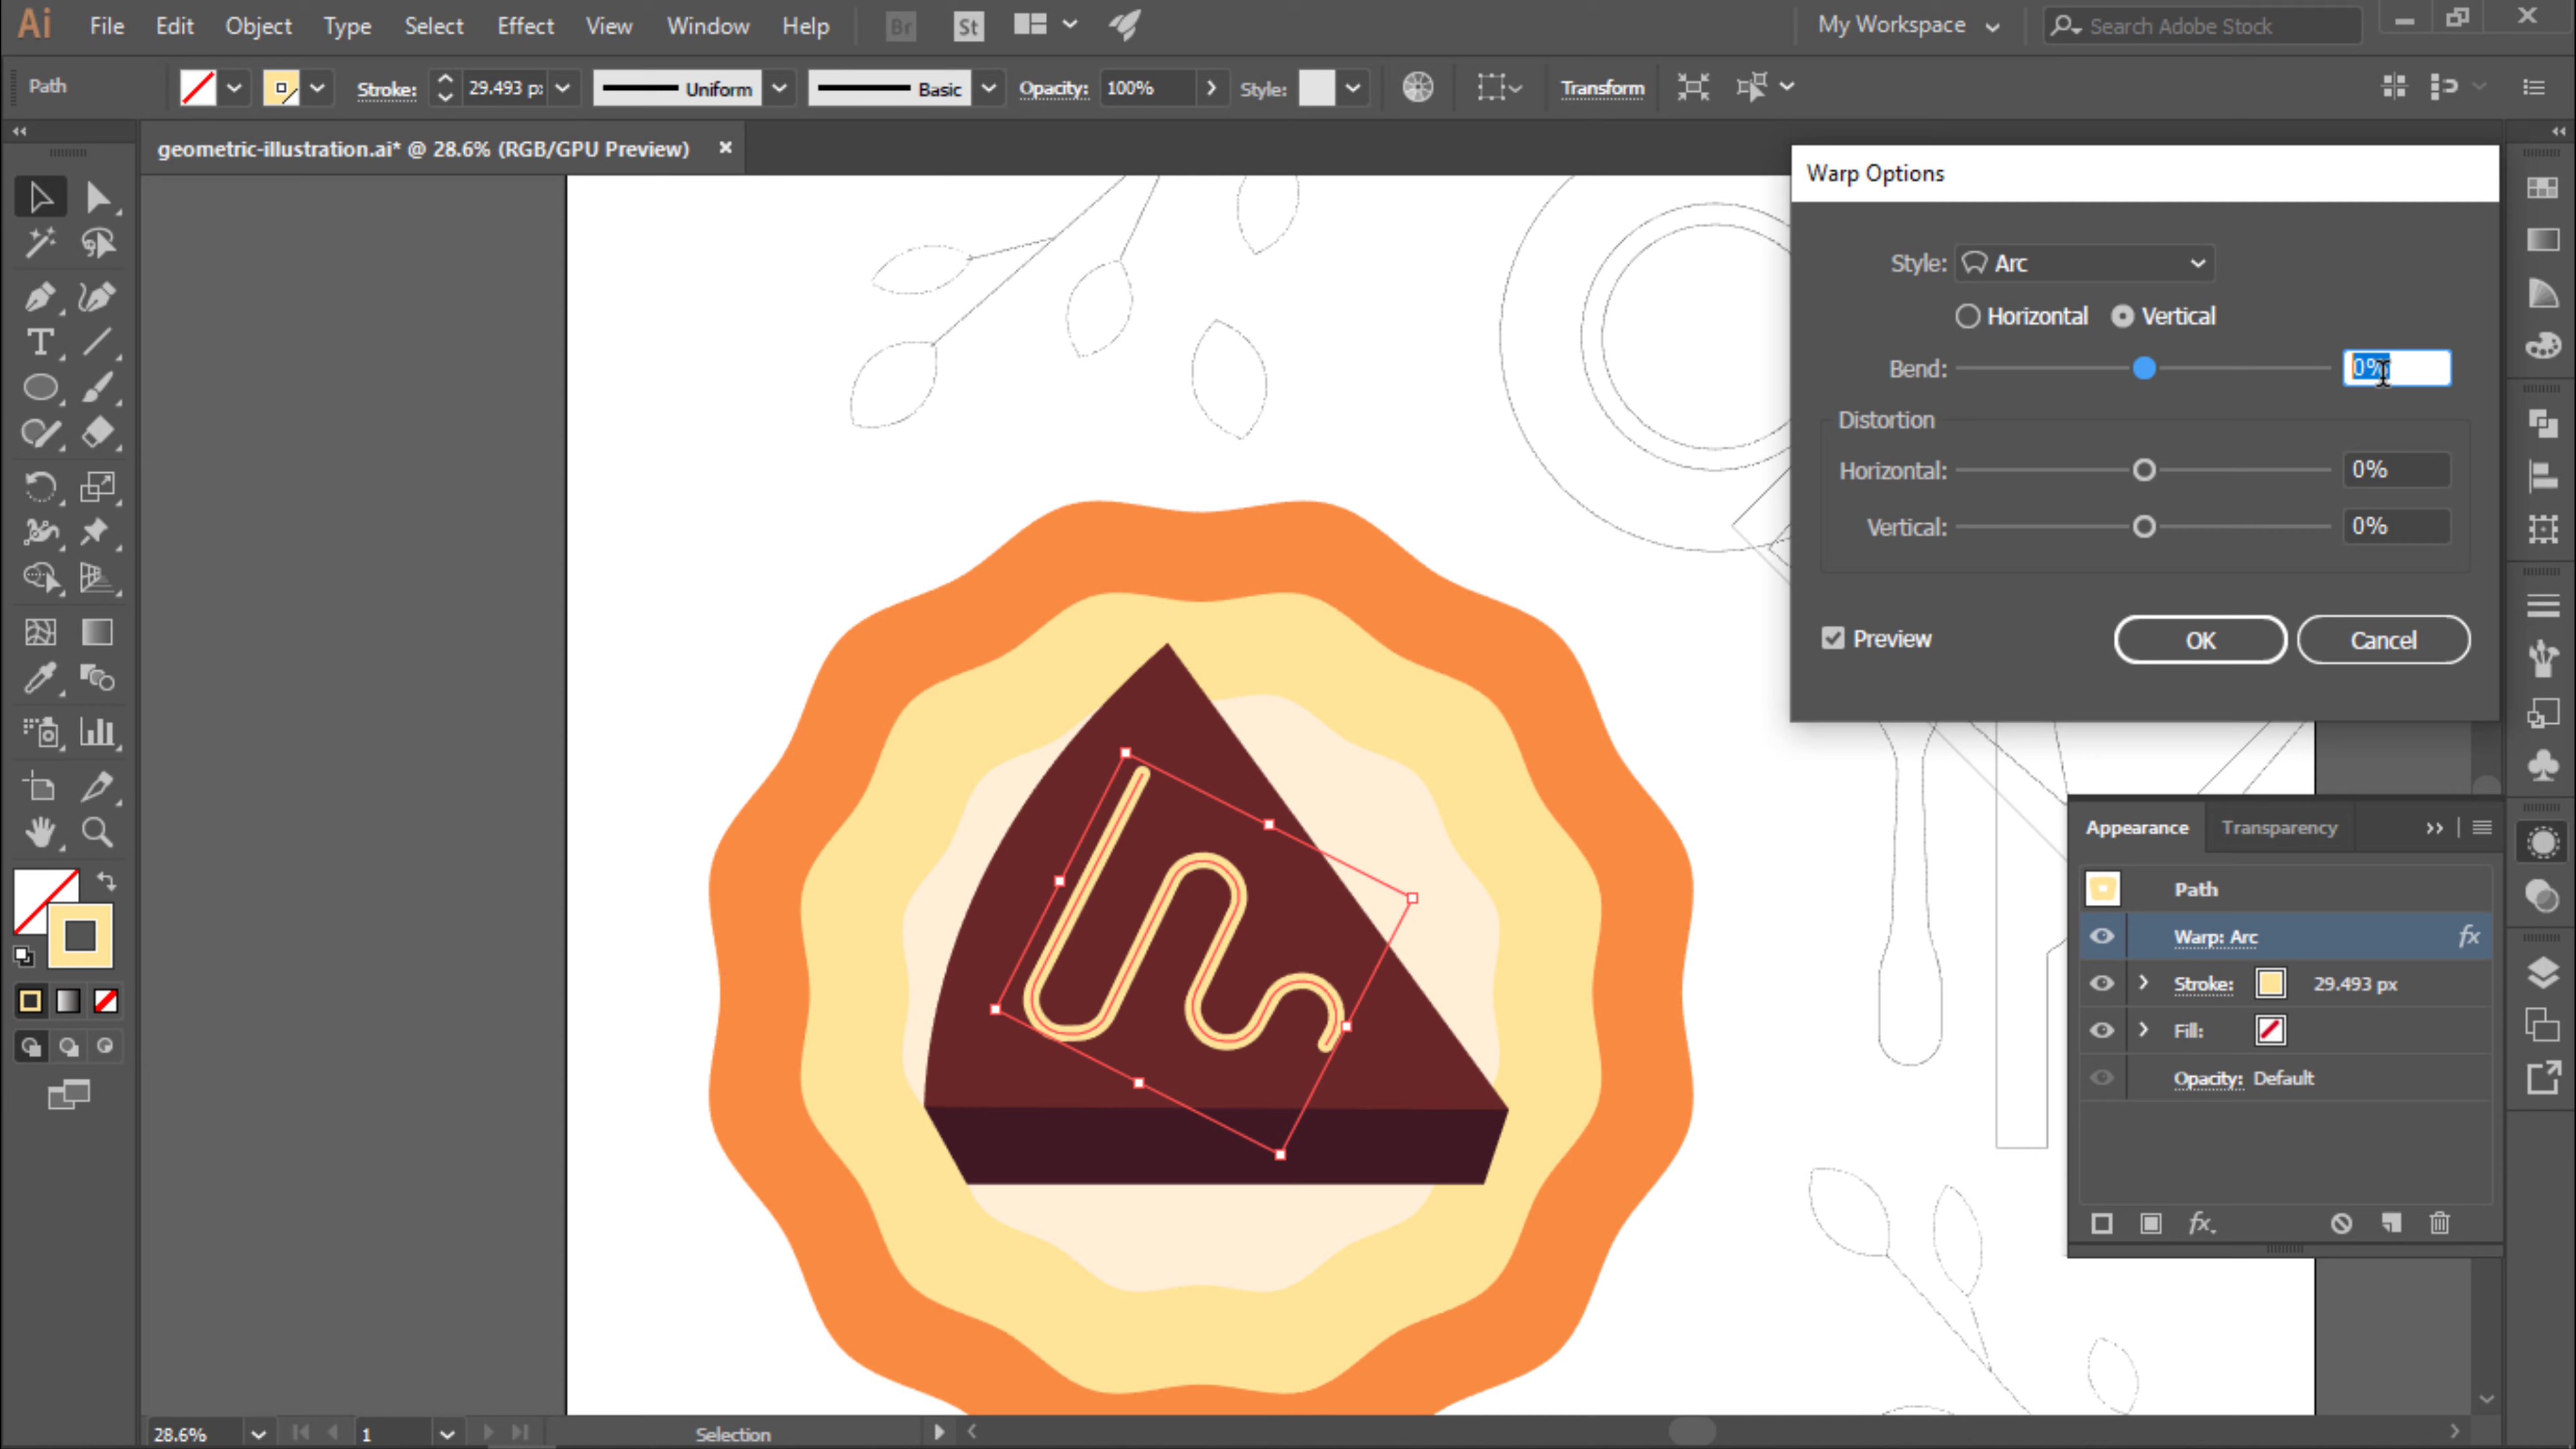 Ai File Edit Object Type Select Effect View Window Help Br St My Workspace Search Adobe Stock
Path Stroke: 29.493 p: Uniform Basic Opacity: 100% Style: Transform
geometric-illustration.ai* @ 28.6% (RGB/GPU Preview)
Warp Options
Style: Arc
Horizontal Vertical
Bend: 0%
Distortion
Horizontal: 0%
Vertical: 0%
Preview OK Cancel
Appearance Transparency
Path
Warp: Arc fx
Stroke: 29.493 px
Fill:
Opacity: Default
fx.
28.6% 1 Selection